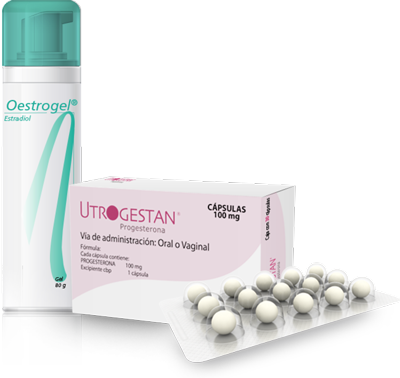 Oestrogel®
Estradiol
Gel
80 g
UTROGESTAN®
Progesterona
CÁPSULAS
100 mg
Vía de administración: Oral o Vaginal
Fórmula:
Cada cápsula contiene:
PROGESTERONA 100 mg
Excipiente cbp 1 cápsula